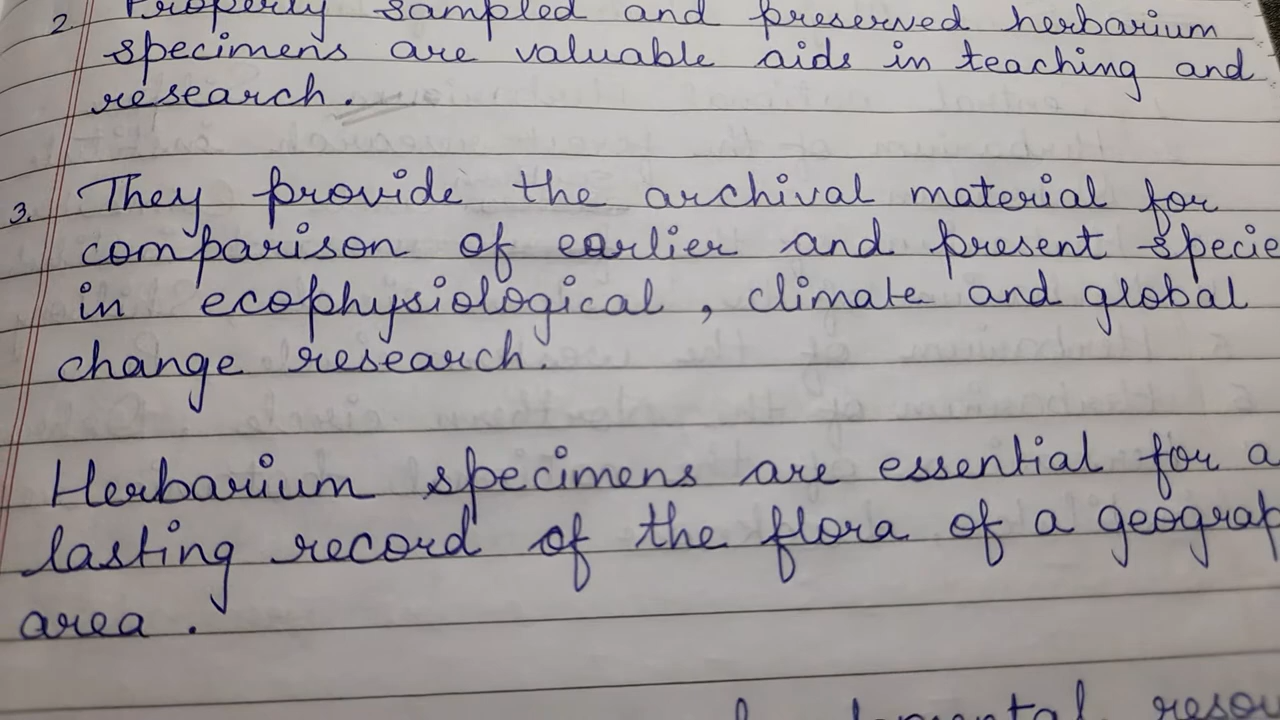 2. Properly sampled and preserved herbarium
specimens are valuable aids in teaching and
research.
3. They provide the archival material for
comparison of earlier and present specie
in ecophysiological, climate and global
change research.
Herbarium specimens are essential for a
lasting record of the flora of a geograp
area.